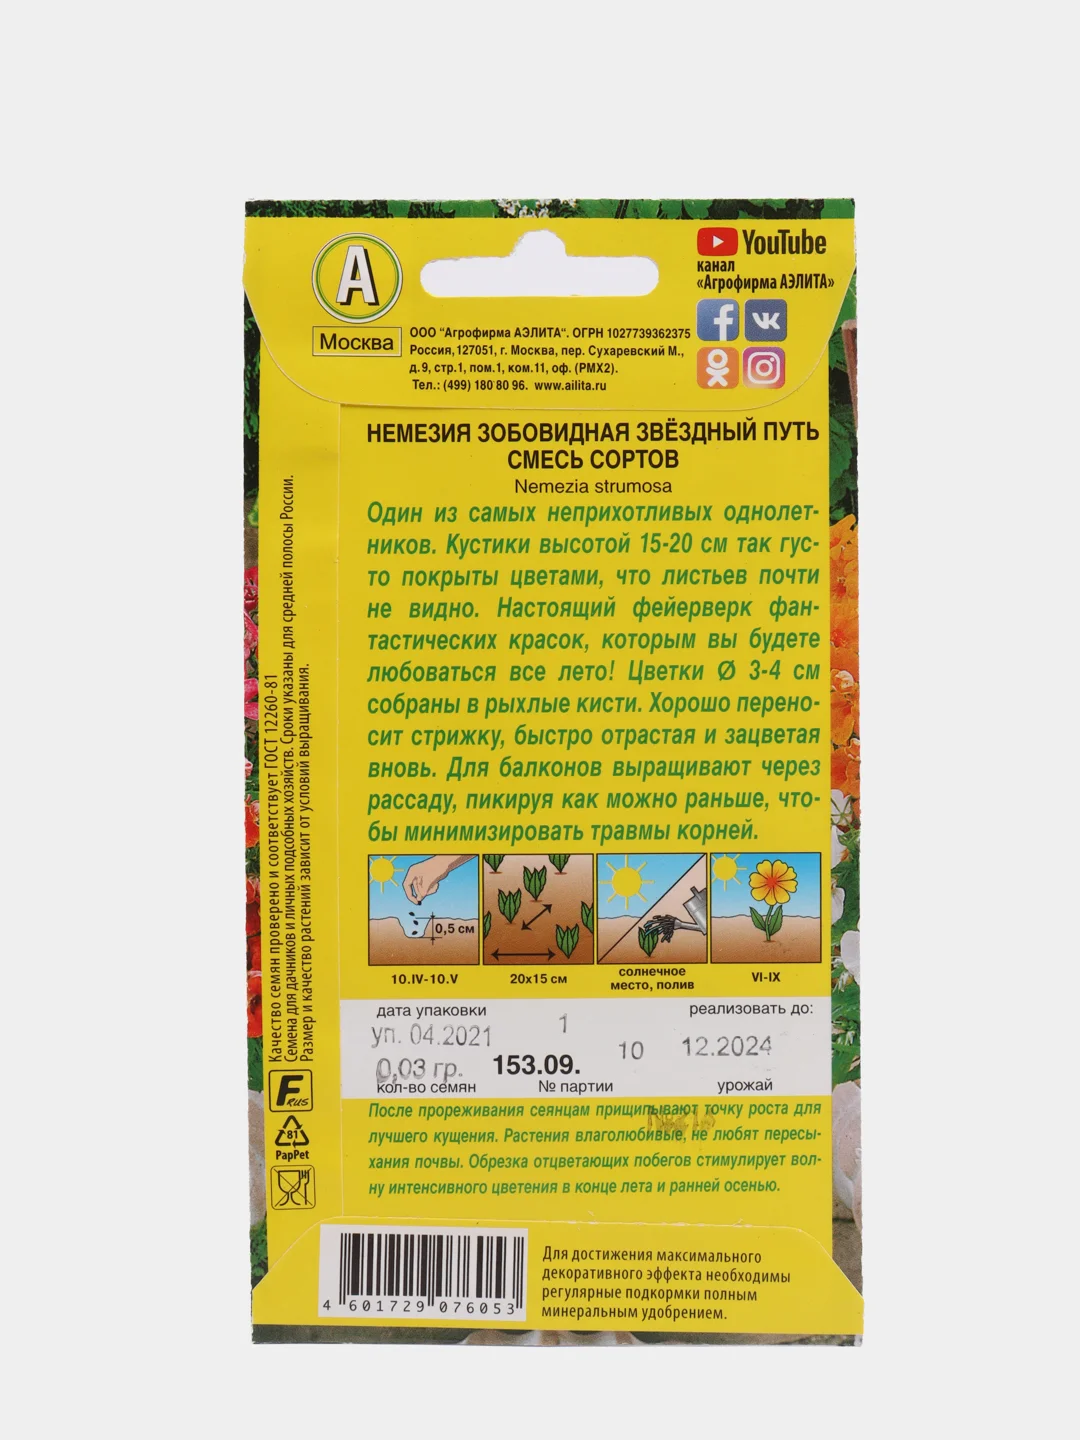 YouTube
канал
«Агрофирма АЭЛИТА»
А
Москва
ООО "Агрофирма АЭЛИТА". ОГРН 1027739362375
Россия,127051, г. Москва, пер. Сухаревский М.,
д.9, стр.1, пом.1, ком.11, оф. (РМХ2).
Тел.: (499) 180 80 96. www.ailita.ru
НЕМЕЗИЯ ЗОБОВИДНАЯ ЗВЁЗДНЫЙ ПУТЬ
СМЕСЬ СОРТОВ
Nemezia strumosa
Один из самых неприхотливых однолет-
ников. Кустики высотой 15-20 см так гус-
то покрыты цветами, что листьев почти
не видно. Настоящий фейерверк фан-
тастических красок, которым вы будете
любоваться все лето! Цветки Ø 3-4 см
собраны в рыхлые кисти. Хорошо перено-
сит стрижку, быстро отрастая и зацветая
вновь. Для балконов выращивают через
рассаду, пикируя как можно раньше, что-
бы минимизировать травмы корней.
0,5 см
10.IV-10.V
20х15 см
солнечное
место, полив
VI-IX
дата упаковки
реализовать до:
уп. 04.2021
1
10
12.2024
0,03 гр.
153.09.
кол-во семян
№ партии
урожай
После прореживания сеянцам прищипывают точку роста для
лучшего кущения. Растения влаголюбивые, не любят пересы-
хания почвы. Обрезка отцветающих побегов стимулирует вол-
ну интенсивного цветения в конце лета и ранней осенью.
Качество семян проверено и соответствует ГОСТ 12260-81
Семена для дачников и личных подсобных хозяйств. Сроки указаны для средней полосы России.
Размер и качество растений зависит от условий выращивания.
F RUS
81
PapPet
4 601729 076053
Для достижения максимального
декоративного эффекта необходимы
регулярные подкормки полным
минеральным удобрением.